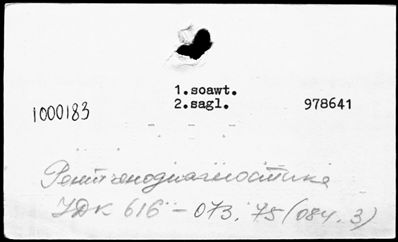 1.soawt.
1000183 2.sagl. 978641
Рентгенодиагностика
УДК 616-073.75(084.3)